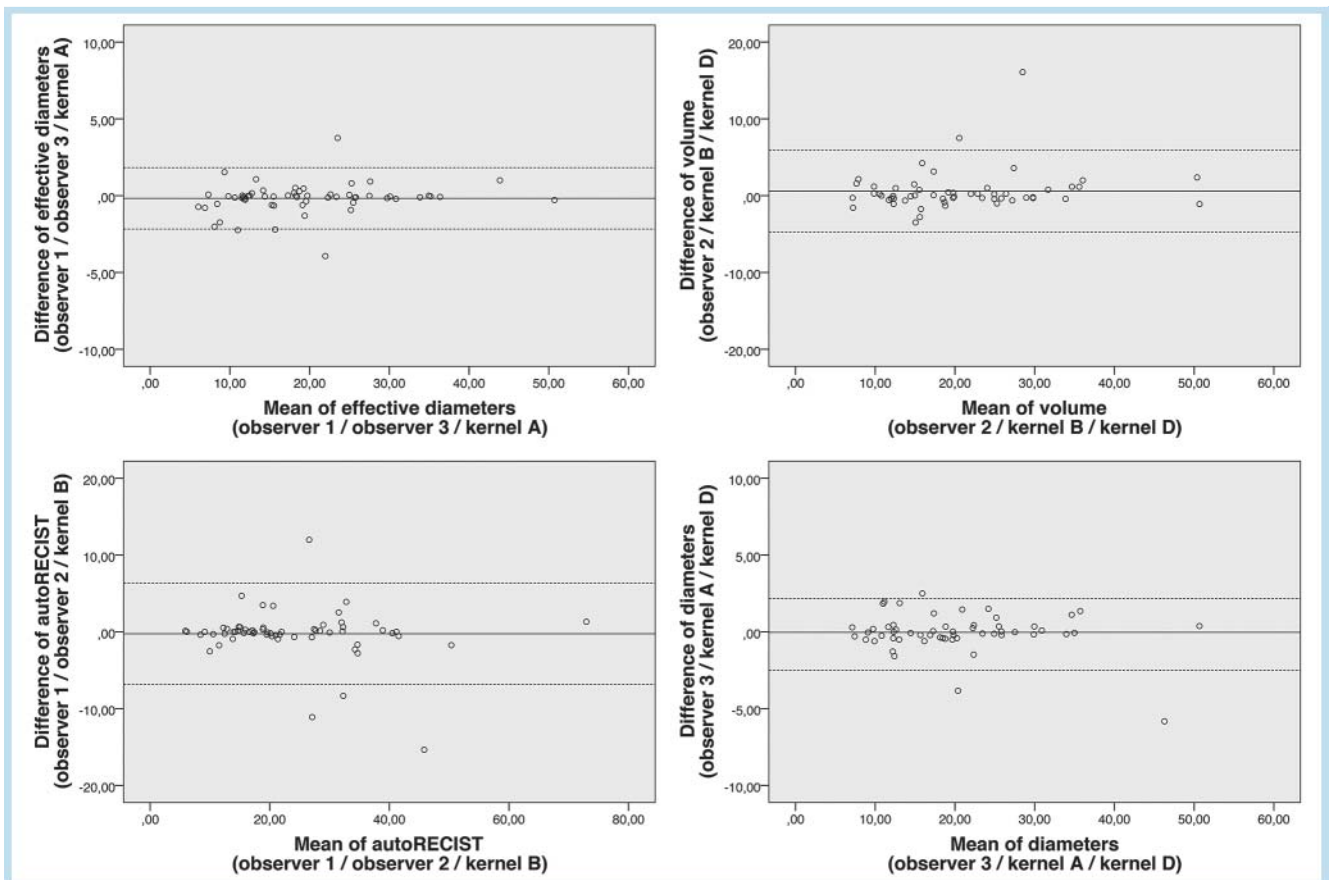 Difference of effective diameters
(observer 1 / observer 3 / kernel A)
10,00
5,00
,00
-5,00
-10,00
,00 10,00 20,00 30,00 40,00 50,00 60,00
Mean of effective diameters
(observer 1 / observer 3 / kernel A)
Difference of volume
(observer 2 / kernel B / kernel D)
20,00
10,00
,00
-10,00
-20,00
,00 10,00 20,00 30,00 40,00 50,00 60,00
Mean of volume
(observer 2 / kernel B / kernel D)
Difference of autoRECIST
(observer 1 / observer 2 / kernel B)
20,00
10,00
,00
-10,00
-20,00
,00 20,00 40,00 60,00 80,00
Mean of autoRECIST
(observer 1 / observer 2 / kernel B)
Difference of diameters
(observer 3 / kernel A / kernel D)
10,00
5,00
,00
-5,00
-10,00
,00 10,00 20,00 30,00 40,00 50,00 60,00
Mean of diameters
(observer 3 / kernel A / kernel D)